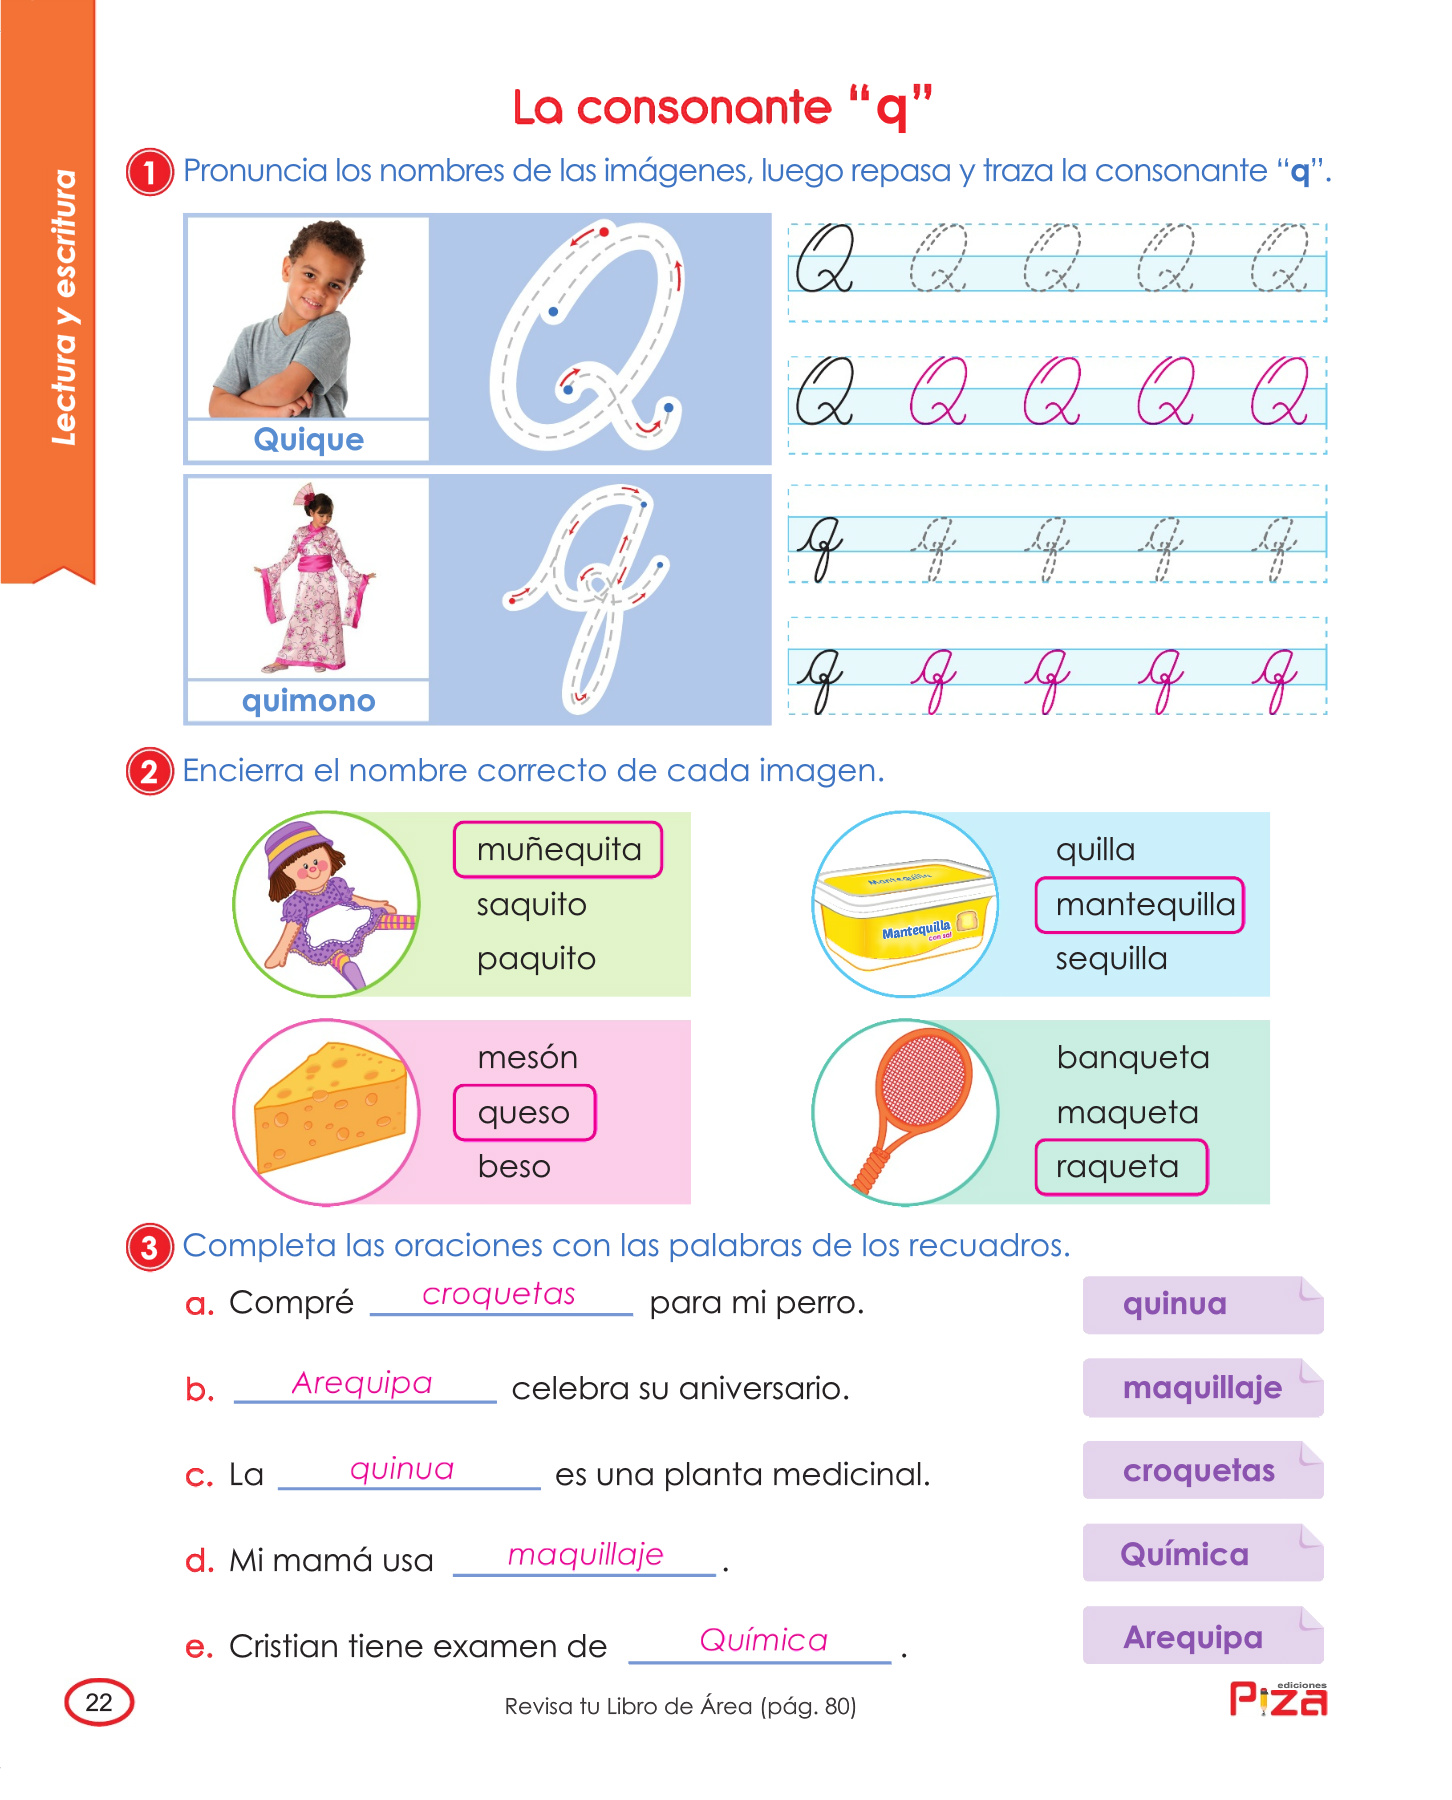 Lectura y escritura
La consonante “q”
1 Pronuncia los nombres de las imágenes, luego repasa y traza la consonante “q”.
Q Q Q Q Q
Quique
Q Q Q Q Q
q q q q q
quimono
q q q q q
2 Encierra el nombre correcto de cada imagen.
muñequita
saquito
paquito
Mantequilla
Mantequilla
con sal
quilla
mantequilla
sequilla
mesón
queso
beso
banqueta
maqueta
raqueta
3 Completa las oraciones con las palabras de los recuadros.
a. Compré croquetas para mi perro.
b. Arequipa celebra su aniversario.
c. La quinua es una planta medicinal.
d. Mi mamá usa maquillaje .
e. Cristian tiene examen de Química .
quinua
maquillaje
croquetas
Química
Arequipa
22
Revisa tu Libro de Área (pág. 80)
ediciones
Piza